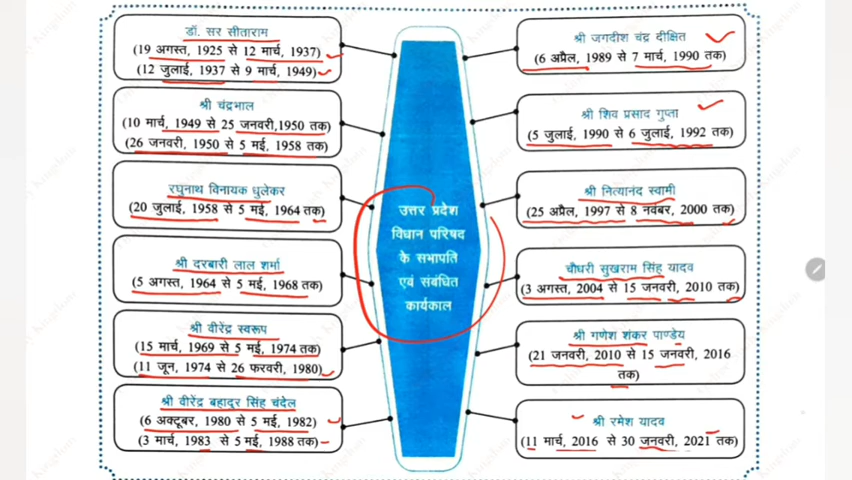 डॉ. सर सीताराम
(19 अगस्त, 1925 से 12 मार्च, 1937)
(12 जुलाई, 1937 से 9 मार्च, 1949)
श्री चंद्रभाल
(10 मार्च, 1949 से 25 जनवरी,1950 तक)
(26 जनवरी, 1950 से 5 मई, 1958 तक)
रघुनाथ विनायक धुलेकर
(20 जुलाई, 1958 से 5 मई, 1964 तक)
श्री दरबारी लाल शर्मा
(5 अगस्त, 1964 से 5 मई, 1968 तक)
श्री वीरेंद्र स्वरूप
(15 मार्च, 1969 से 5 मई, 1974 तक)
(11 जून, 1974 से 26 फरवरी, 1980)
श्री वीरेंद्र बहादुर सिंह चंदेल
(6 अक्टूबर, 1980 से 5 मई, 1982)
(3 मार्च, 1983 से 5 मई, 1988 तक)
उत्तर प्रदेश
विधान परिषद
के सभापति
एवं संबंधित
कार्यकाल
श्री जगदीश चंद्र दीक्षित
(6 अप्रैल, 1989 से 7 मार्च, 1990 तक)
श्री शिव प्रसाद गुप्ता
(5 जुलाई, 1990 से 6 जुलाई, 1992 तक)
श्री नित्यानंद स्वामी
(25 अप्रैल, 1997 से 8 नवंबर, 2000 तक)
चौधरी सुखराम सिंह यादव
(3 अगस्त, 2004 से 15 जनवरी, 2010 तक)
श्री गणेश शंकर पाण्डेय
(21 जनवरी, 2010 से 15 जनवरी, 2016
तक)
श्री रमेश यादव
(11 मार्च, 2016 से 30 जनवरी, 2021 तक)